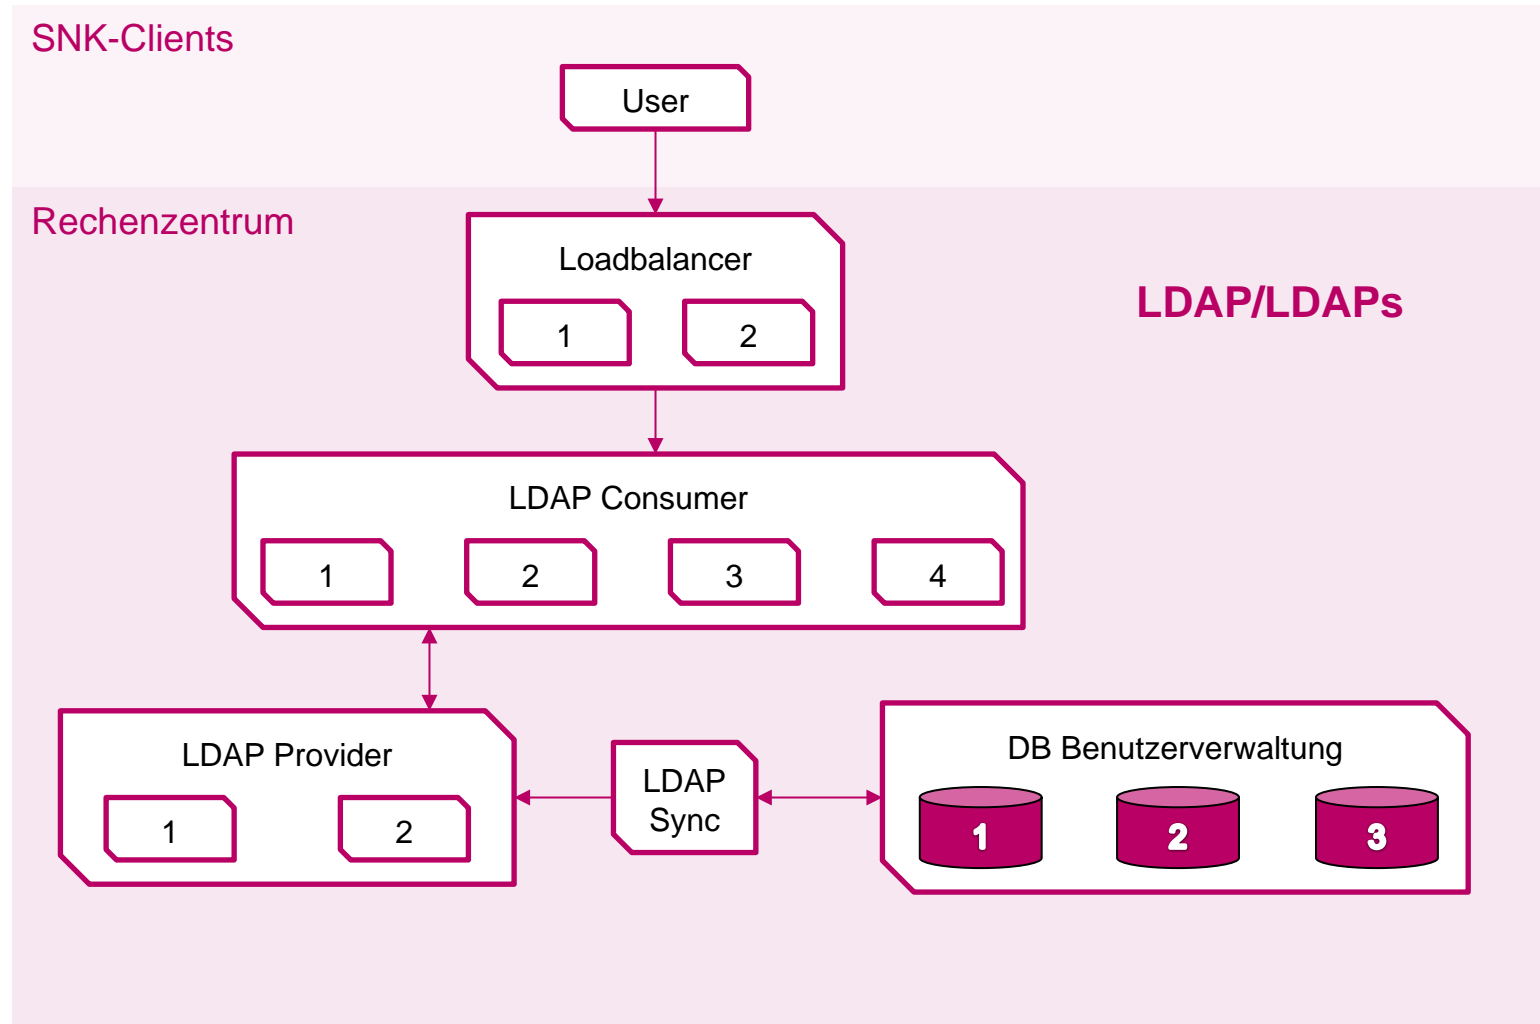 SNK-Clients
User
Rechenzentrum
Loadbalancer
1 2
LDAP/LDAPs
LDAP Consumer
1 2 3 4
LDAP Provider
1 2
LDAP
Sync
DB Benutzerverwaltung
1 2 3